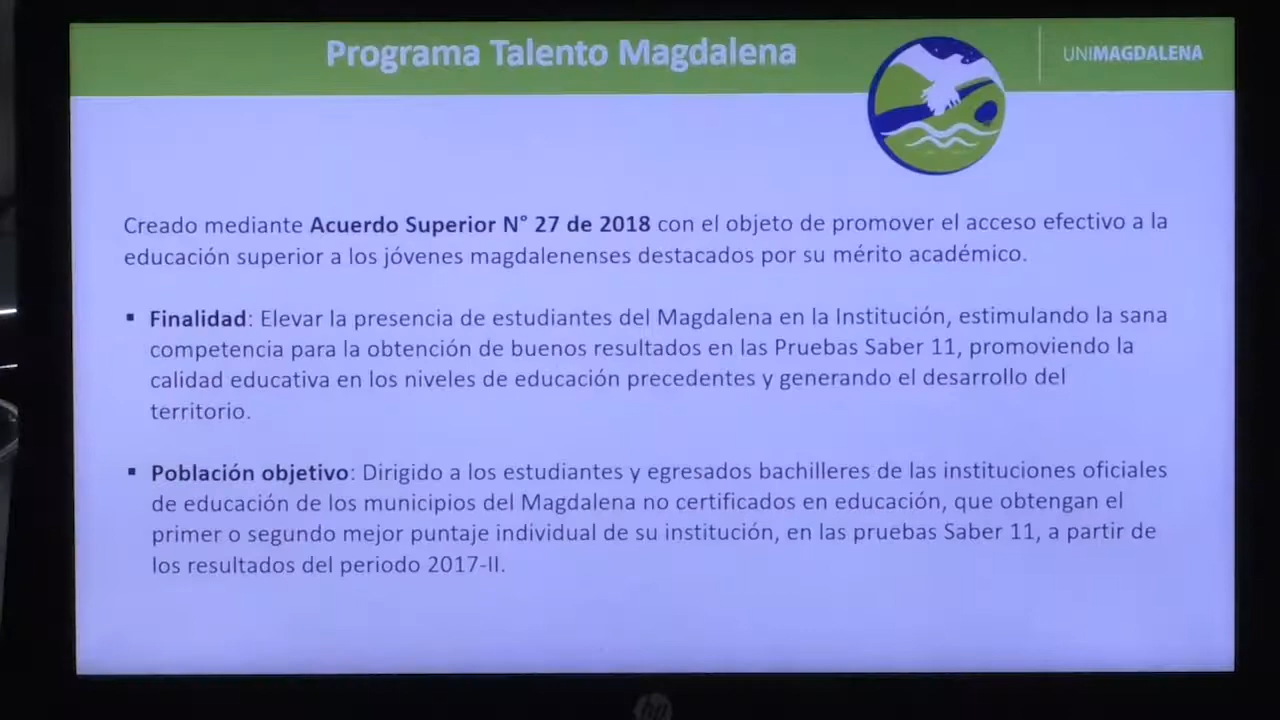 Programa Talento Magdalena
UNIMAGDALENA
Creado mediante Acuerdo Superior N° 27 de 2018 con el objeto de promover el acceso efectivo a la
educación superior a los jóvenes magdalenenses destacados por su mérito académico.
▪ Finalidad: Elevar la presencia de estudiantes del Magdalena en la Institución, estimulando la sana
competencia para la obtención de buenos resultados en las Pruebas Saber 11, promoviendo la
calidad educativa en los niveles de educación precedentes y generando el desarrollo del
territorio.
▪ Población objetivo: Dirigido a los estudiantes y egresados bachilleres de las instituciones oficiales
de educación de los municipios del Magdalena no certificados en educación, que obtengan el
primer o segundo mejor puntaje individual de su institución, en las pruebas Saber 11, a partir de
los resultados del periodo 2017-II.
hp